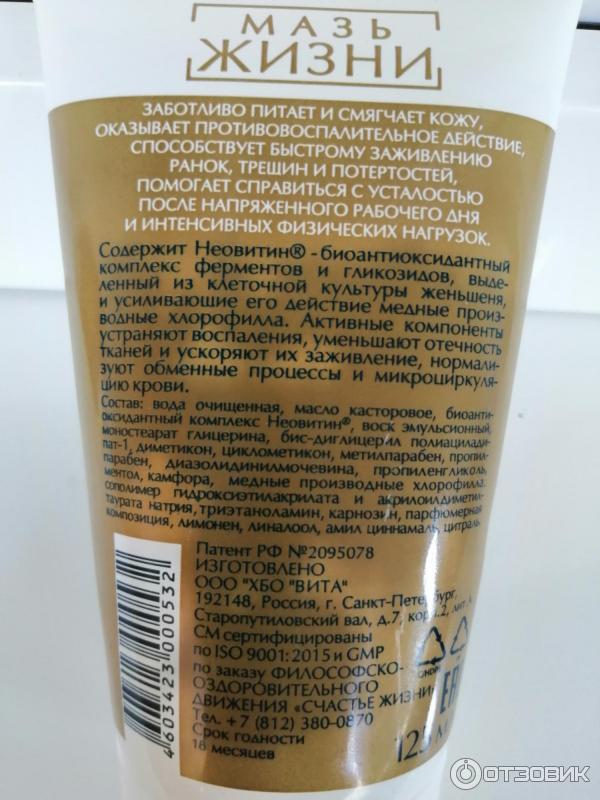 МАЗЬ
ЖИЗНИ
ЗАБОТЛИВО ПИТАЕТ И СМЯГЧАЕТ КОЖУ,
ОКАЗЫВАЕТ ПРОТИВОВОСПАЛИТЕЛЬНОЕ ДЕЙСТВИЕ,
СПОСОБСТВУЕТ БЫСТРОМУ ЗАЖИВЛЕНИЮ
РАНОК, ТРЕЩИН И ПОТЕРТОСТЕЙ,
ПОМОГАЕТ СПРАВИТЬСЯ С УСТАЛОСТЬЮ
ПОСЛЕ НАПРЯЖЕННОГО РАБОЧЕГО ДНЯ
И ИНТЕНСИВНЫХ ФИЗИЧЕСКИХ НАГРУЗОК.
Содержит Неовитин® - биоантиоксидантный
комплекс ферментов и гликозидов, выде-
ленный из клеточной культуры женьшеня,
и усиливающие его действие медные произ-
водные хлорофилла. Активные компоненты
устраняют воспаления, уменьшают отечность
тканей и ускоряют их заживление, нормали-
зуют обменные процессы и микроциркуля-
цию крови.
Состав: вода очищенная, масло касторовое, биоанти-
оксидантный комплекс Неовитин®, воск эмульсионный,
моностеарат глицерина, бис-диглицерил полиацилади-
пат-1, диметикон, циклометикон, метилпарабен, пропил-
парабен, диазолидинилмочевина, пропиленгликоль,
ментол, камфора, медные производные хлорофилла,
сополимер гидроксиэтилакрилата и акрилоилдиметил-
таурата натрия, триэтаноламин, карнозин, парфюмерная
композиция, лимонен, линалоол, амил циннамаль, цитраль.
Патент РФ №2095078
ИЗГОТОВЛЕНО
ООО "ХБО "ВИТА"
192148, Россия, г. Санкт-Петербург,
Старопутиловский вал, д.7, корп.2, лит А
СМ сертифицированы
по ISO 9001:2015 и GMP
по заказу ФИЛОСОФСКО-
ОЗДОРОВИТЕЛЬНОГО
ДВИЖЕНИЯ «СЧАСТЬЕ ЖИЗНИ»
Тел. +7 (812) 380-0870
Срок годности
18 месяцев
125 М
EAC
4603423000532
ОТЗОВИК